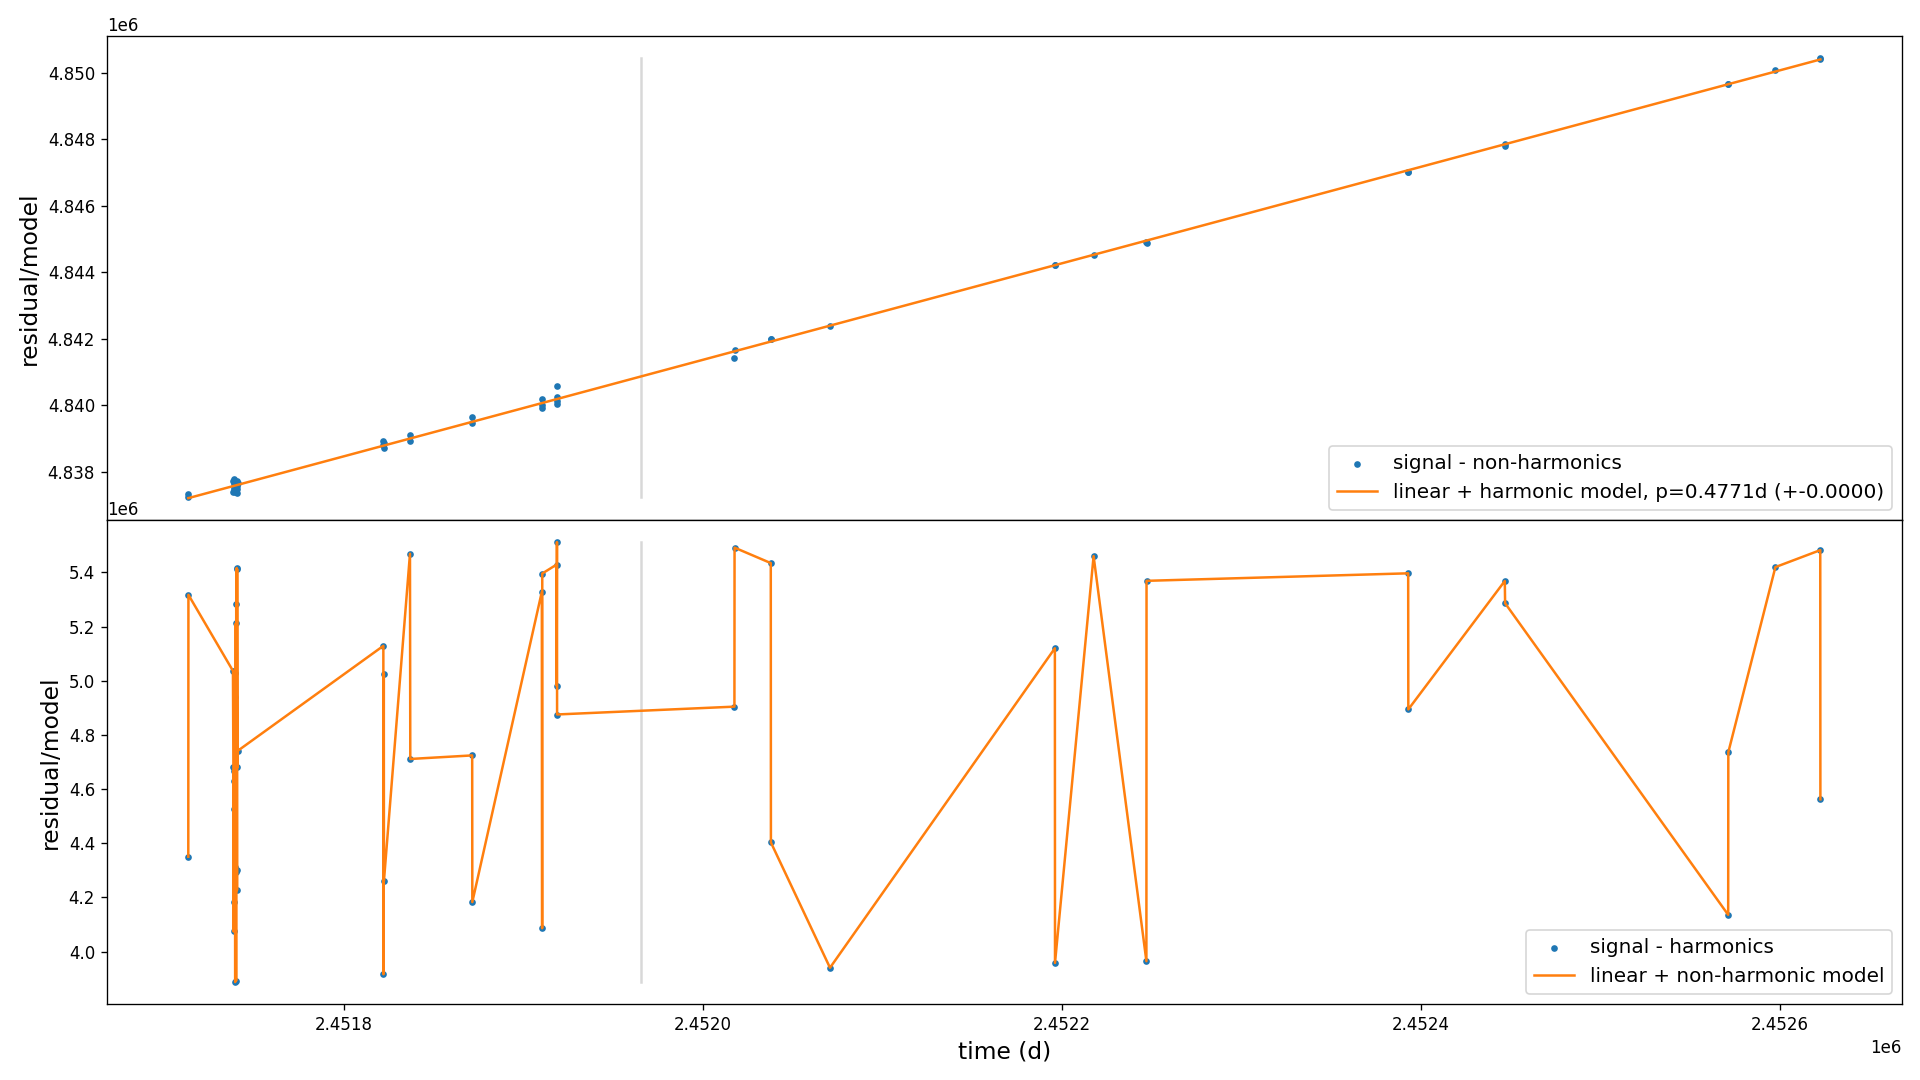 1e6
4.850
4.848
4.846
4.844
4.842
4.840
4.838
residual/model
signal - non-harmonics
linear + harmonic model, p=0.4771d (+-0.0000)
1e6
5.4
5.2
5.0
4.8
4.6
4.4
4.2
4.0
residual/model
signal - harmonics
linear + non-harmonic model
2.4518
2.4520
2.4522
2.4524
2.4526
1e6
time (d)